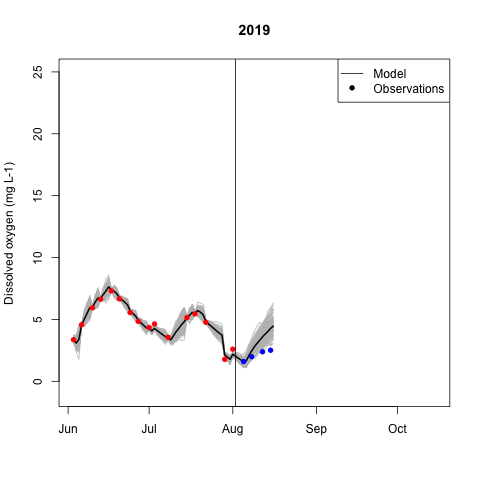 2019
Model
Observations
Dissolved oxygen (mg L-1)
25
20
15
10
5
0
Jun
Jul
Aug
Sep
Oct